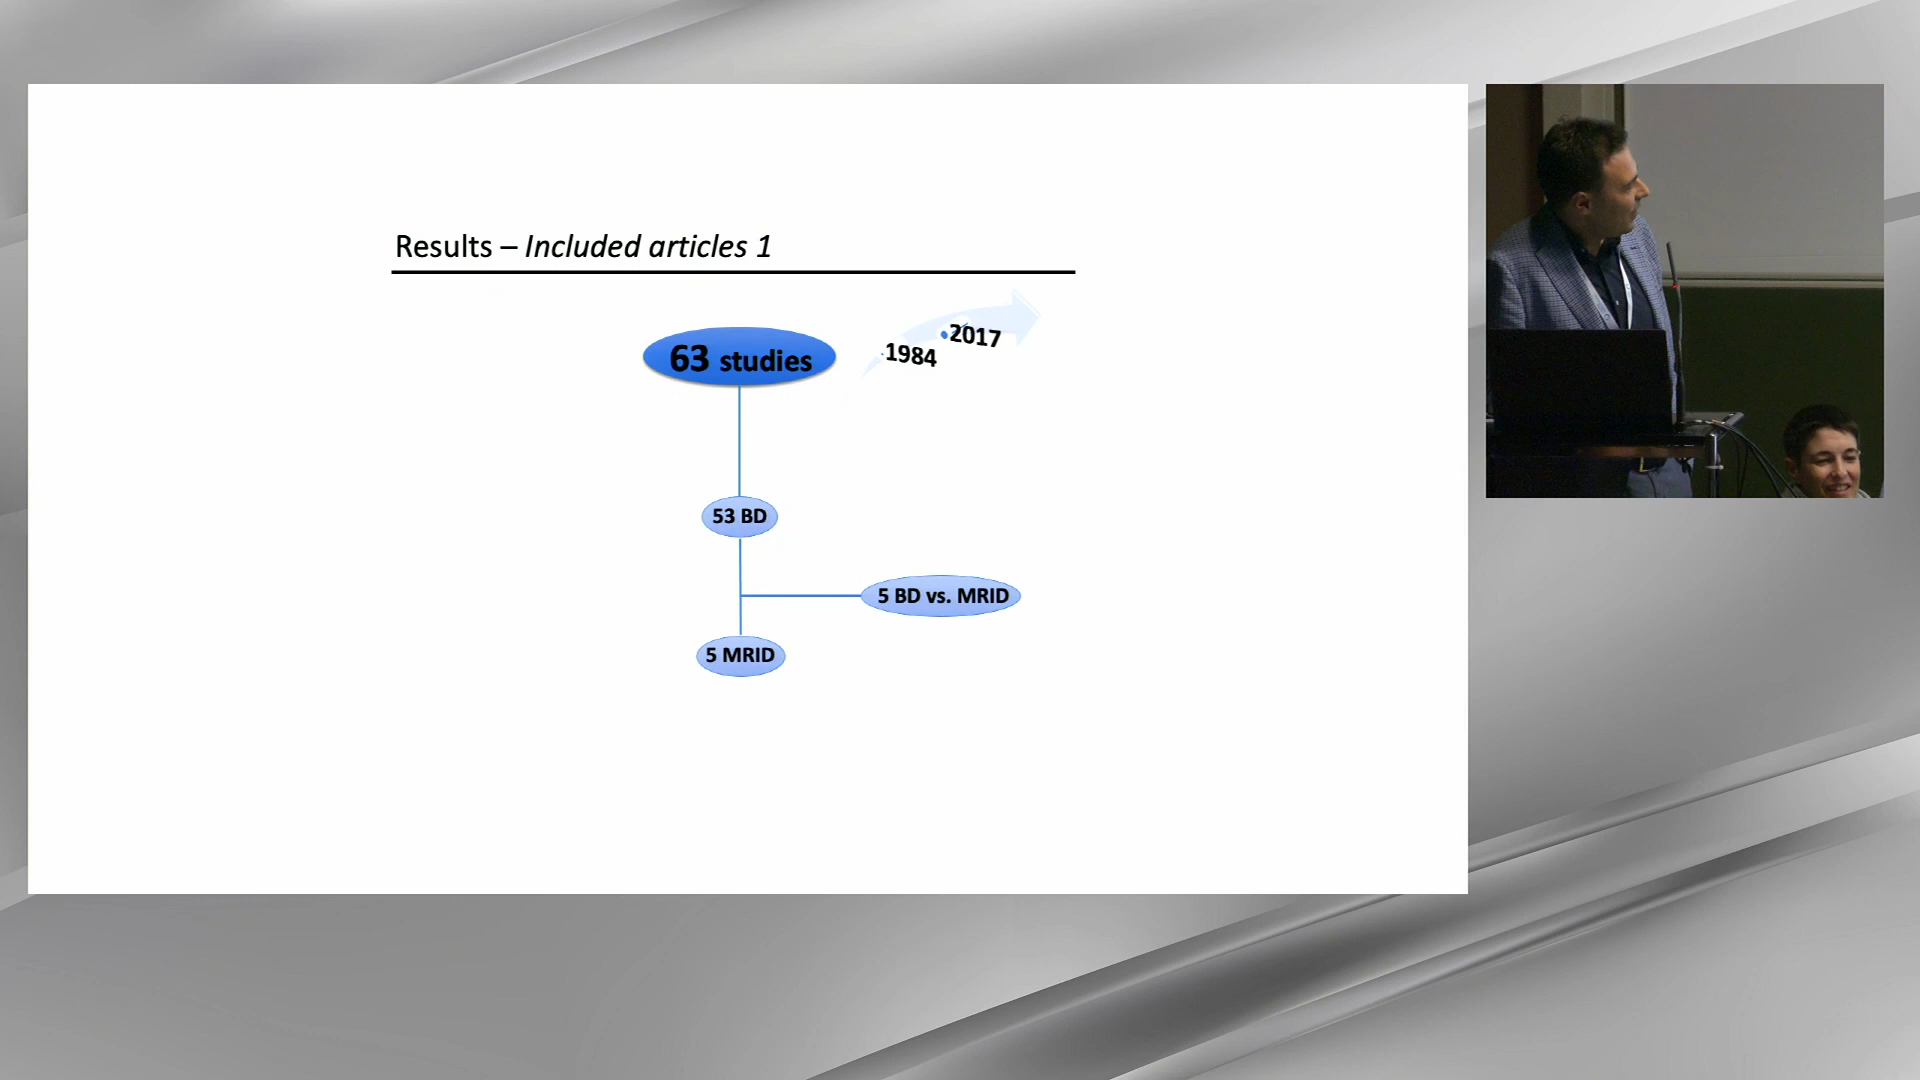 Results – Included articles 1
63 studies
1984
2017
53 BD
5 BD vs. MRID
5 MRID